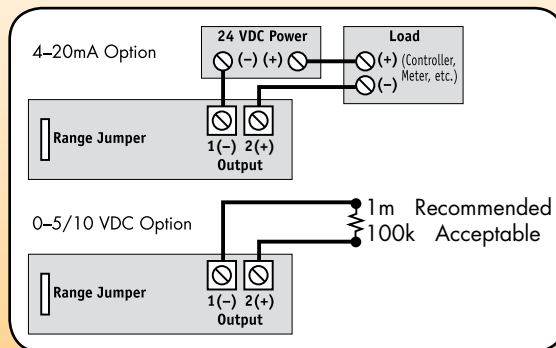 4–20mA Option
24 VDC Power
(–) (+)
Load
(+) (Controller,
Meter, etc.)
(–)
Range Jumper
1(–) 2(+)
Output
0–5/10 VDC Option
1m Recommended
100k Acceptable
Range Jumper
1(–) 2(+)
Output